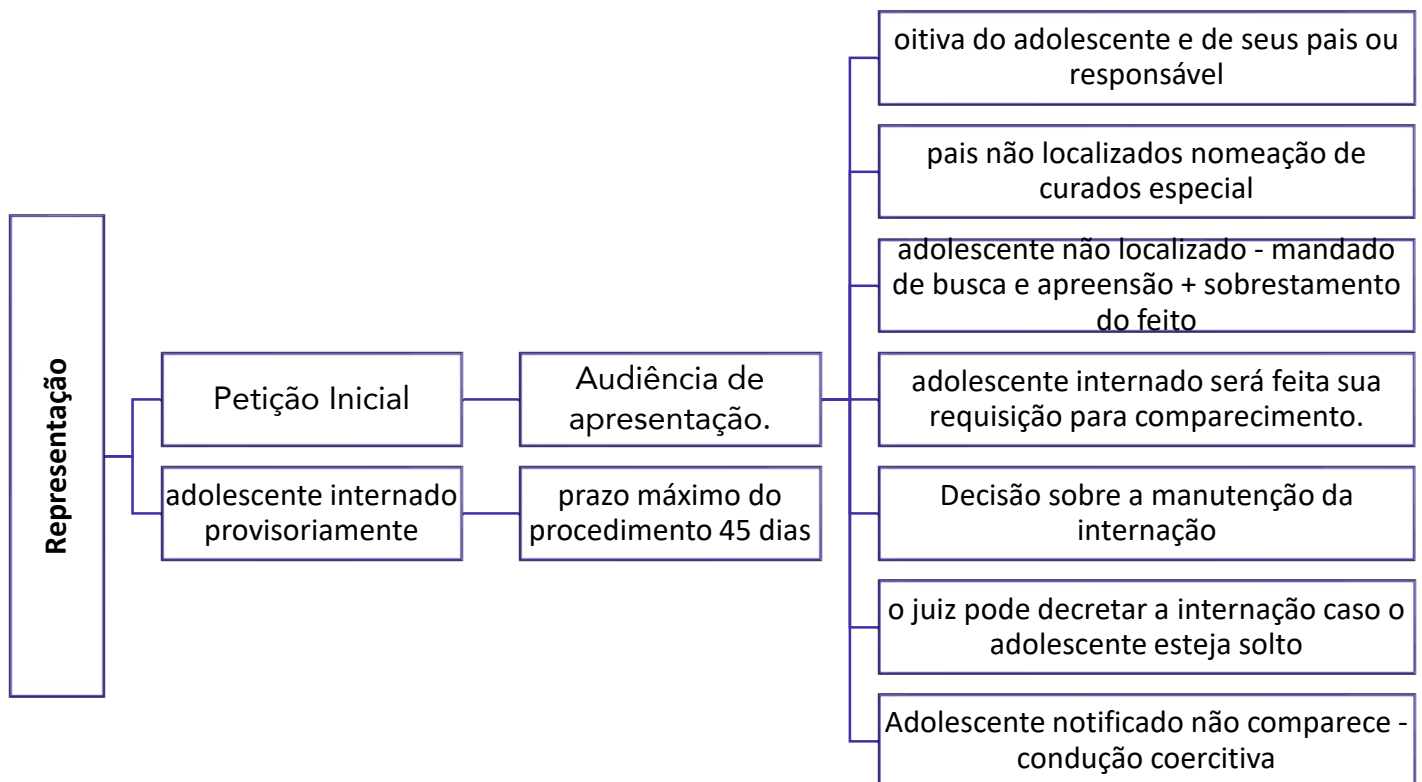 Representação
Petição Inicial
adolescente internado
provisoriamente
Audiência de
apresentação.
prazo máximo do
procedimento 45 dias
oitiva do adolescente e de seus pais ou
responsável
pais não localizados nomeação de
curados especial
adolescente não localizado - mandado
de busca e apreensão + sobrestamento
do feito
adolescente internado será feita sua
requisição para comparecimento.
Decisão sobre a manutenção da
internação
o juiz pode decretar a internação caso o
adolescente esteja solto
Adolescente notificado não comparece -
condução coercitiva